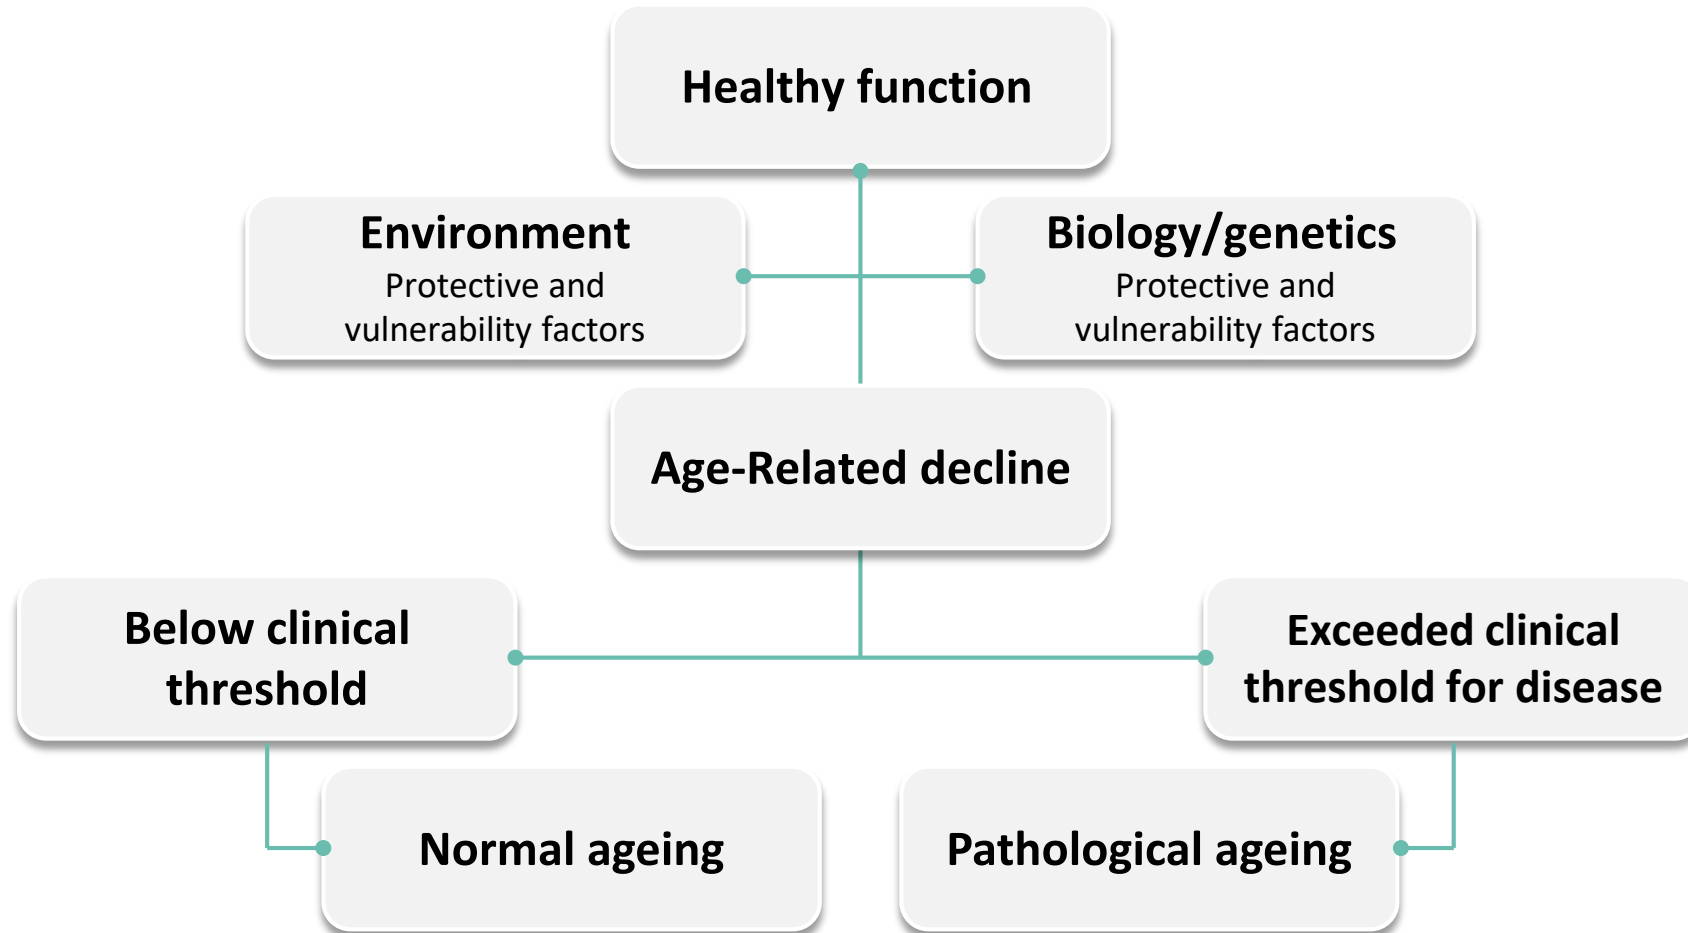 Healthy function
Environment
Protective and
vulnerability factors
Biology/genetics
Protective and
vulnerability factors
Age-Related decline
Below clinical
threshold
Exceeded clinical
threshold for disease
Normal ageing
Pathological ageing